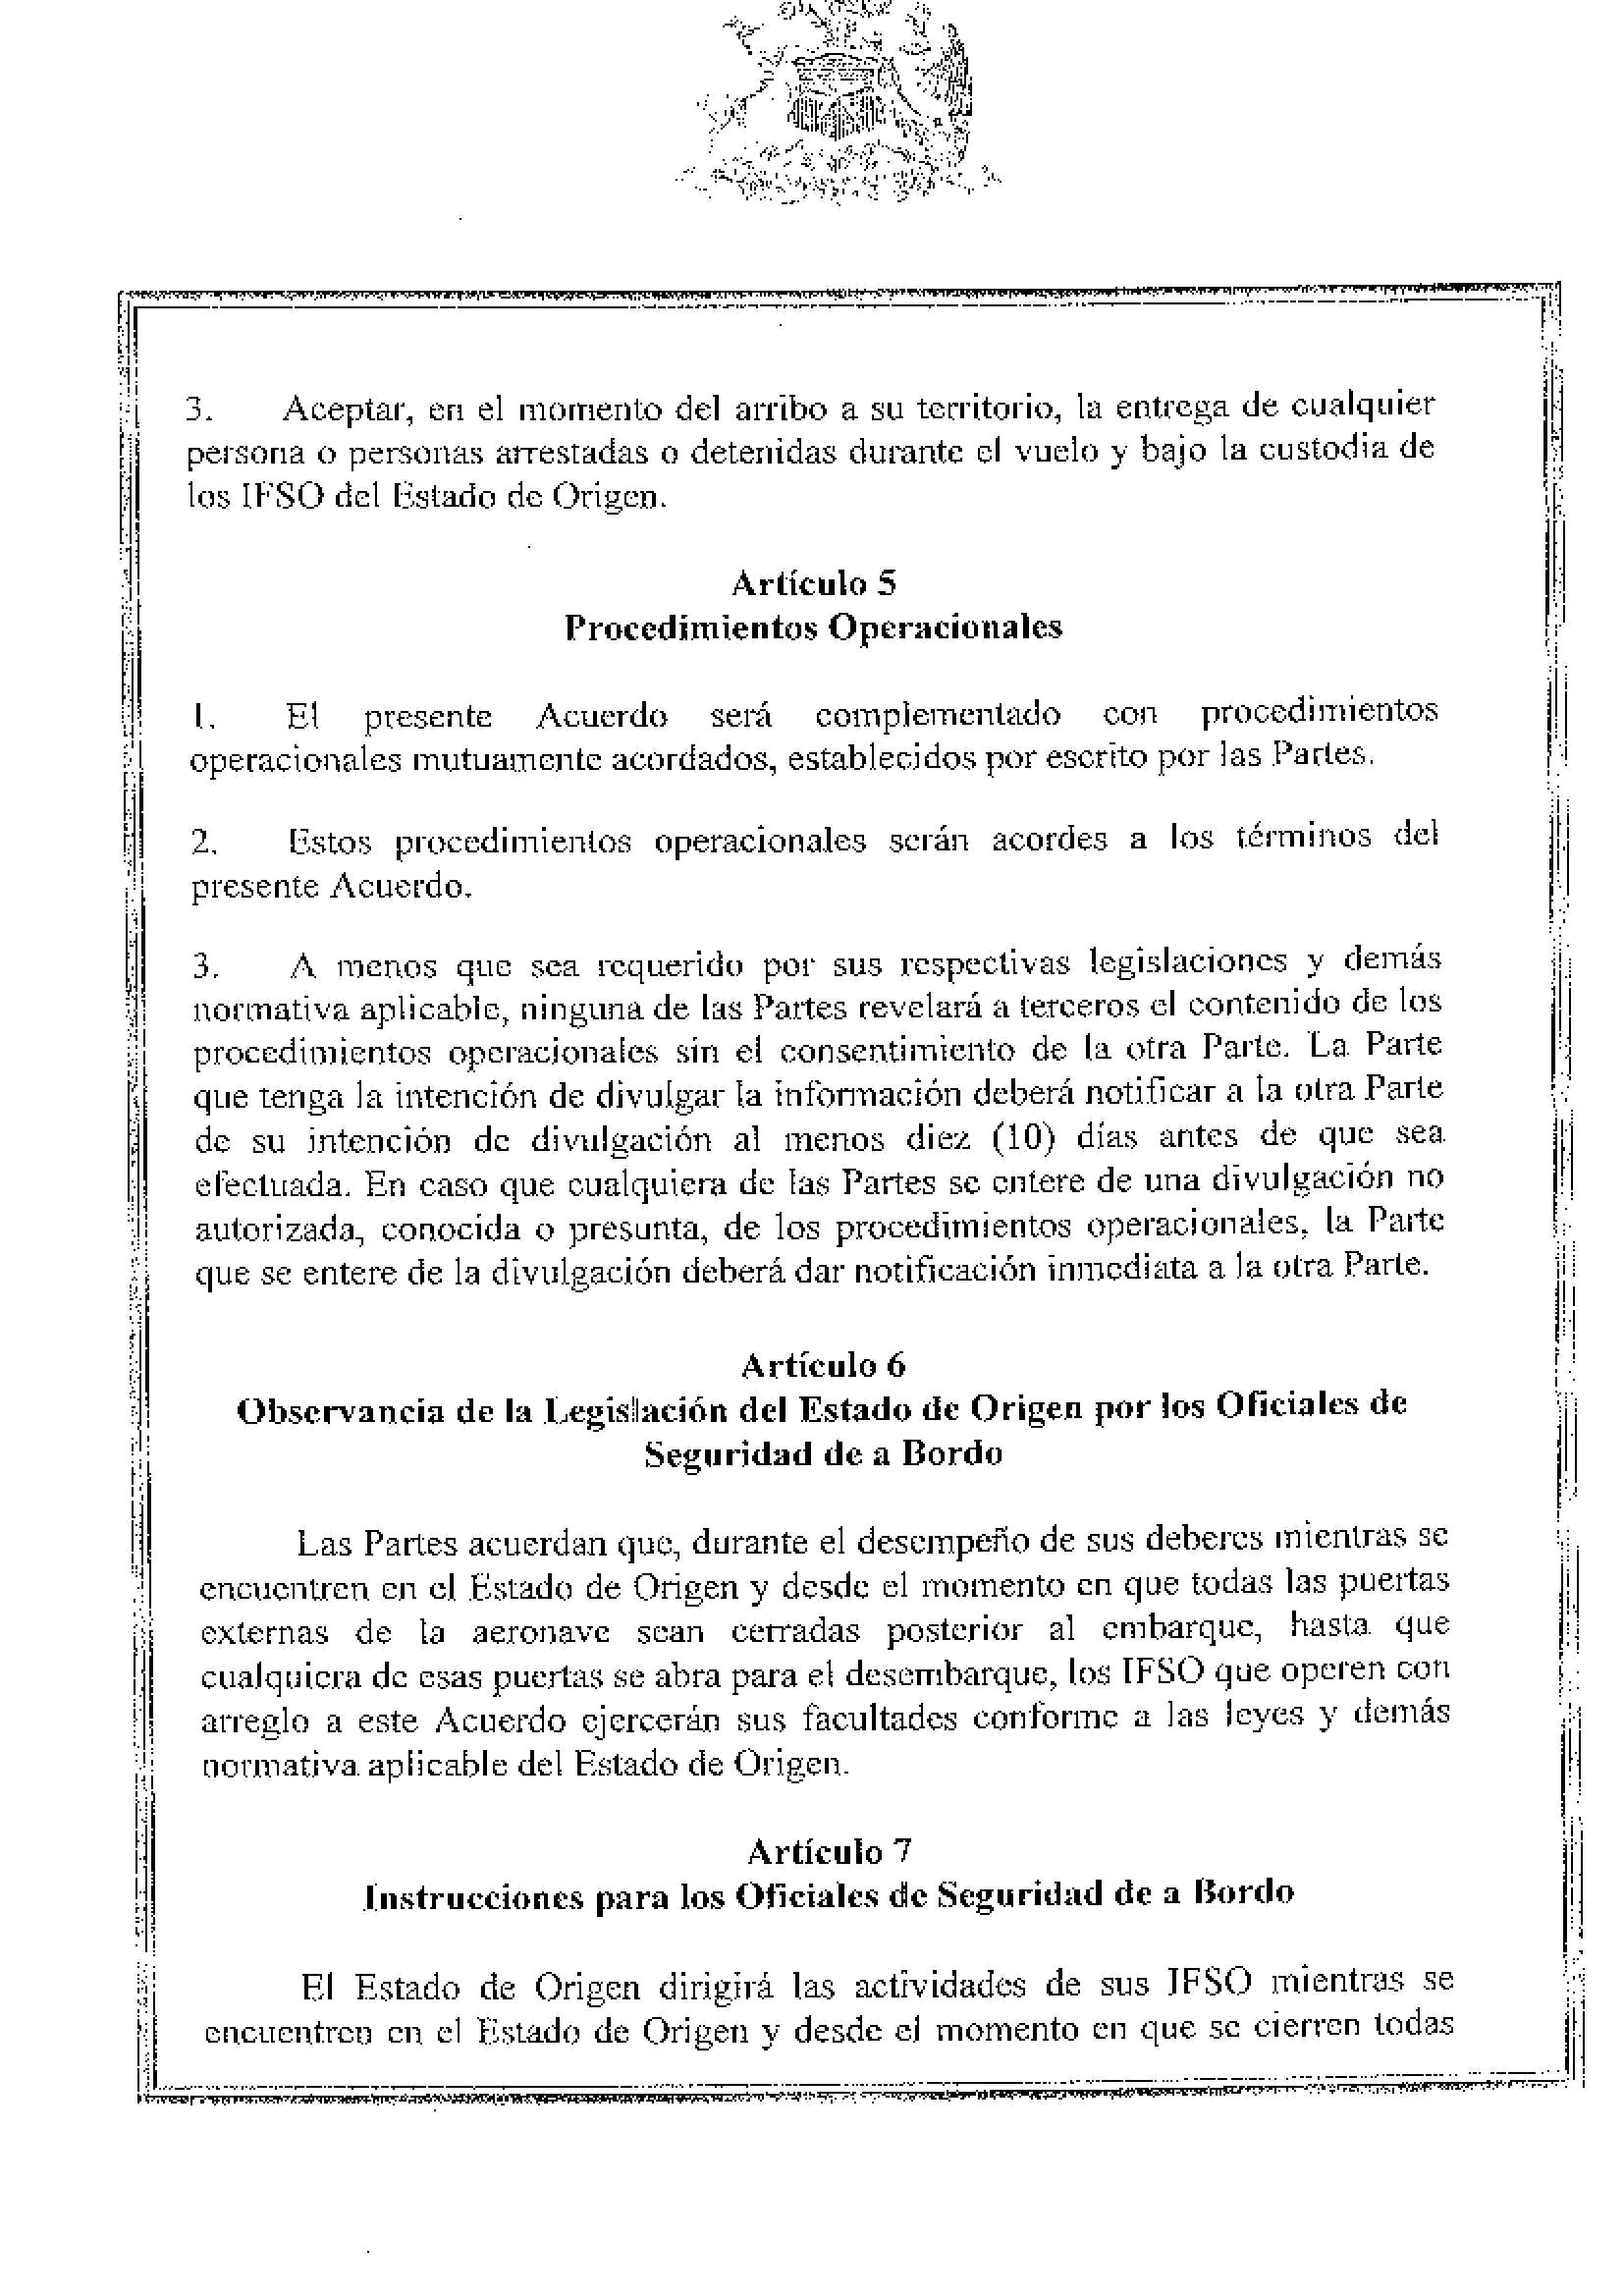 3. Aceptar, en el momento del arribo a su territorio, la entrega de cualquier
persona o personas arrestadas o detenidas durante el vuelo y bajo la custodia de
los IFSO del Estado de Origen.
Artículo 5
Procedimientos Operacionales
1. El presente Acuerdo será complementado con procedimientos
operacionales mutuamente acordados, establecidos por escrito por las Partes.
2. Estos procedimientos operacionales serán acordes a los términos del
presente Acuerdo.
3. A menos que sea requerido por sus respectivas legislaciones y demás
normativa aplicable, ninguna de las Partes revelará a terceros el contenido de los
procedimientos operacionales sin el consentimiento de la otra Parte. La Parte
que tenga la intención de divulgar la información deberá notificar a la otra Parte
de su intención de divulgación al menos diez (10) días antes de que sea
efectuada. En caso que cualquiera de las Partes se entere de una divulgación no
autorizada, conocida o presunta, de los procedimientos operacionales, la Parte
que se entere de la divulgación deberá dar notificación inmediata a la otra Parte.
Artículo 6
Observancia de la Legislación del Estado de Origen por los Oficiales de
Seguridad de a Bordo
Las Partes acuerdan que, durante el desempeño de sus deberes mientras se
encuentren en el Estado de Origen y desde el momento en que todas las puertas
externas de la aeronave sean cerradas posterior al embarque, hasta que
cualquiera de esas puertas se abra para el desembarque, los IFSO que operen con
arreglo a este Acuerdo ejercerán sus facultades conforme a las leyes y demás
normativa aplicable del Estado de Origen.
Artículo 7
Instrucciones para los Oficiales de Seguridad de a Bordo
El Estado de Origen dirigirá las actividades de sus IFSO mientras se
encuentren en el Estado de Origen y desde el momento en que se cierren todas